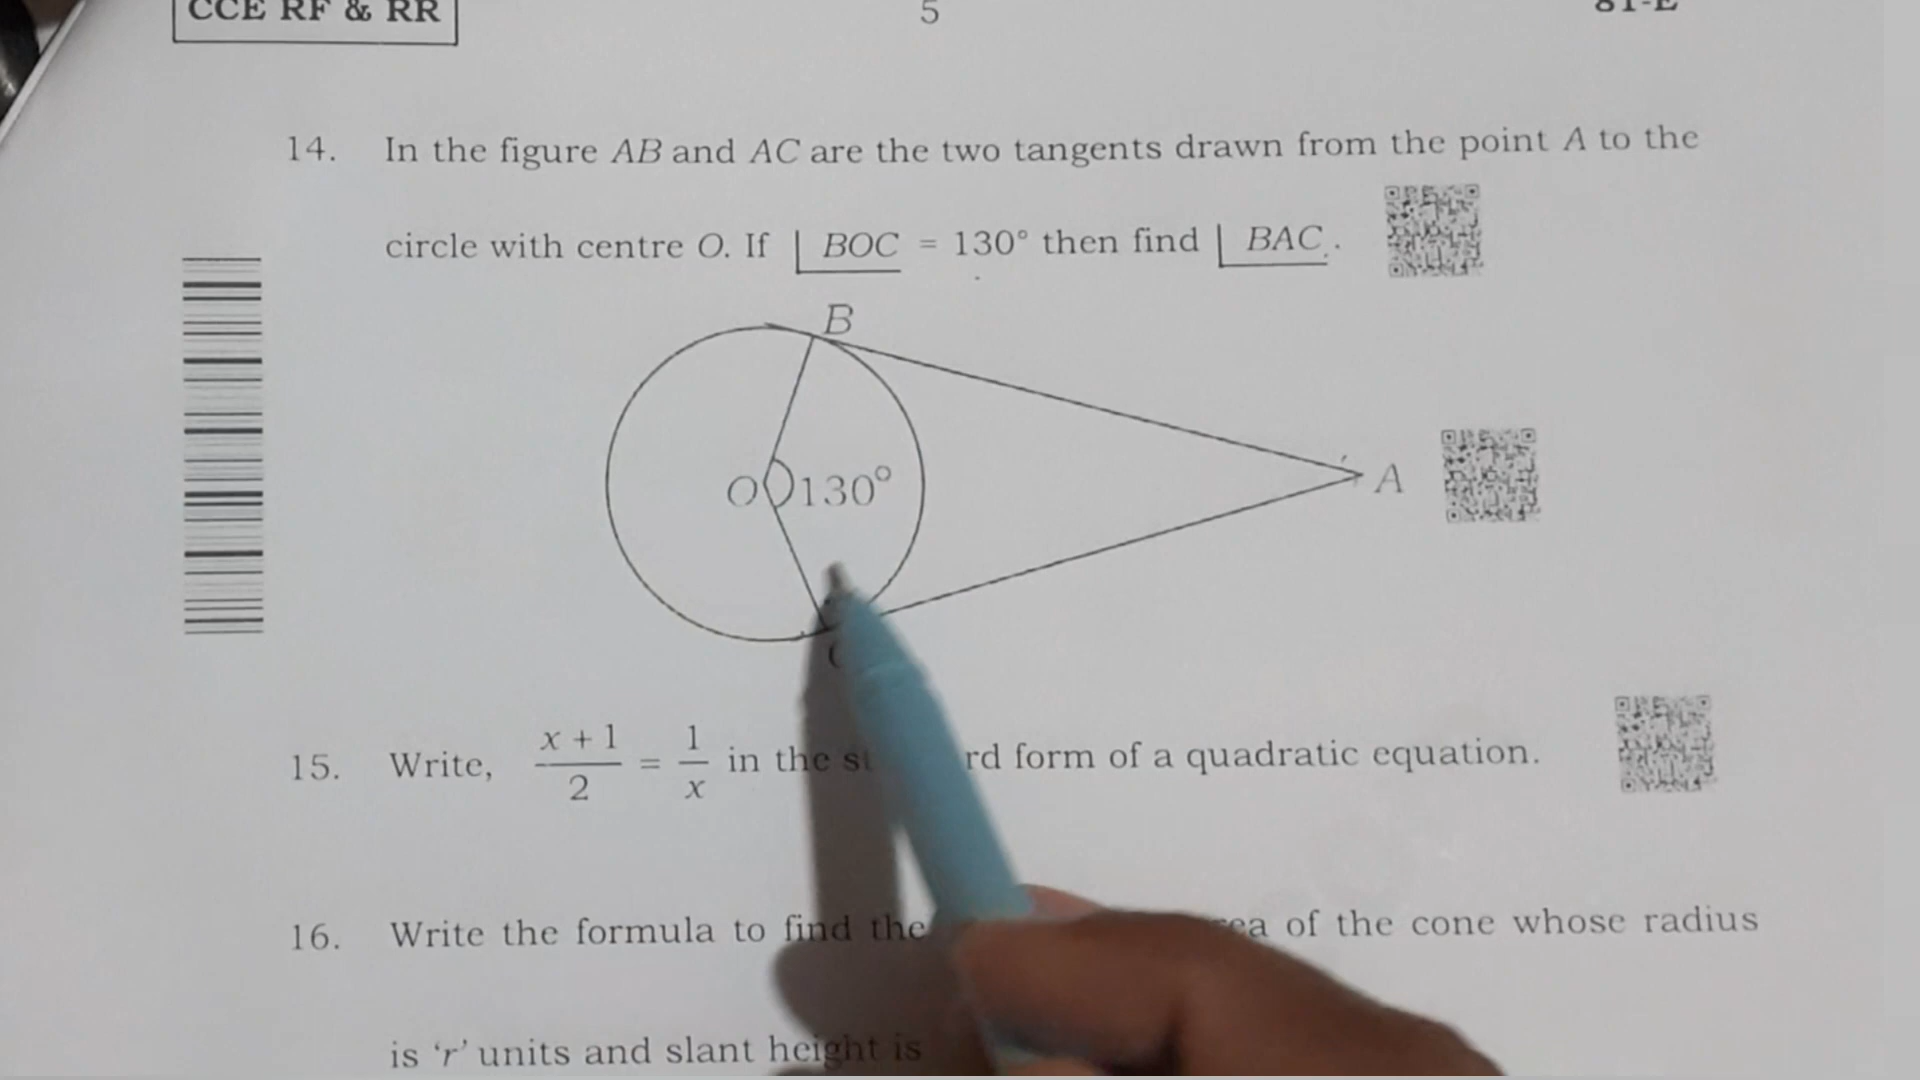 CCE RF & RR
5
81-E
14. In the figure AB and AC are the two tangents drawn from the point A to the
circle with centre O. If ∠BOC = 130° then find ∠BAC.
B
O 130°
A
15. Write, (x + 1)/2 = 1/x in the rd form of a quadratic equation.
16. Write the formula to find the of the cone whose radius
is ‘r’ units and slant height is